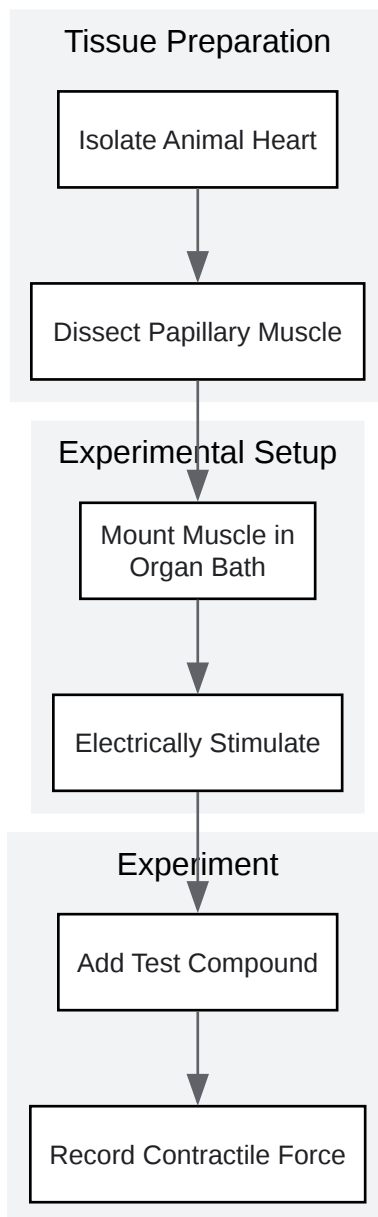 Tissue Preparation
Isolate Animal Heart
Dissect Papillary Muscle
Experimental Setup
Mount Muscle in
Organ Bath
Electrically Stimulate
Experiment
Add Test Compound
Record Contractile Force